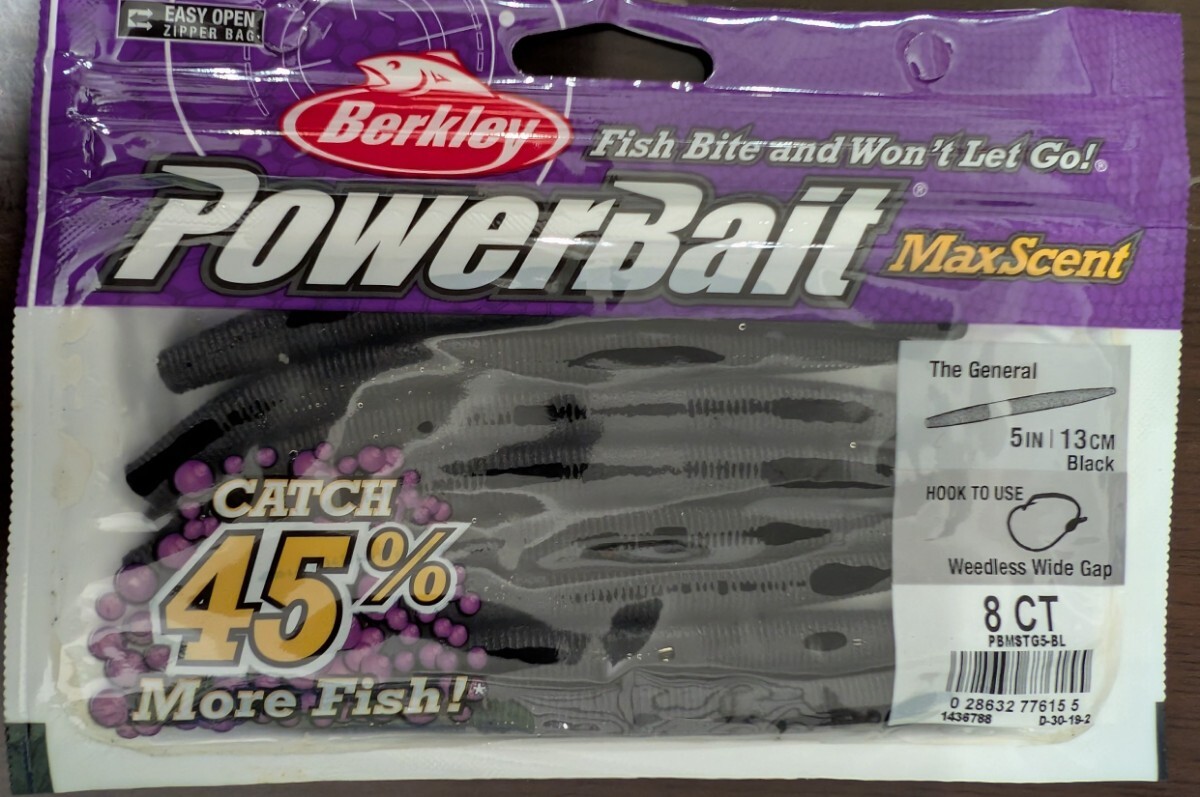 EASY OPEN
ZIPPER BAG
Berkley
Fish Bite and Won't Let Go!®
PowerBait®
MaxScent
The General
5IN | 13CM
Black
HOOK TO USE
Weedless Wide Gap
8 CT
PBMSTG5-BL
0 28632 77615 5
1436788 D-30-19-2
CATCH
45%
More Fish!*